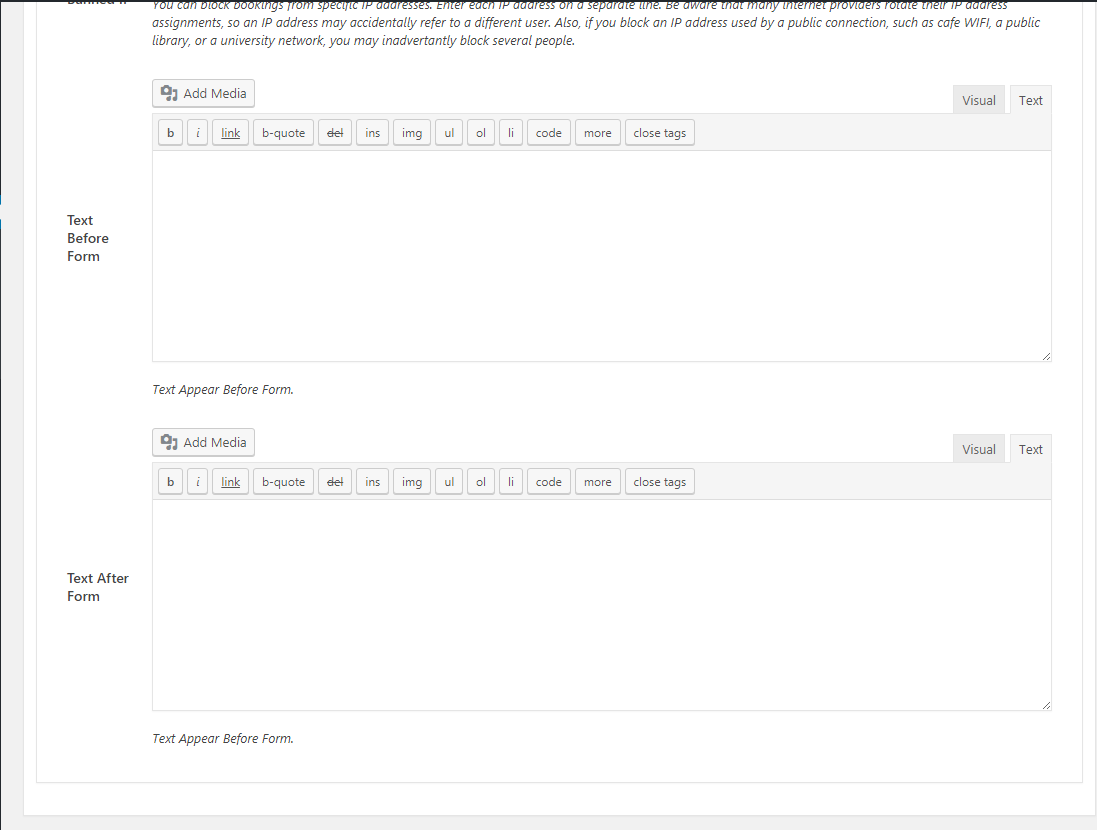 You can block bookings from specific IP addresses. Enter each IP address on a separate line. Be aware that many internet providers rotate their IP address
assignments, so an IP address may accidentally refer to a different user. Also, if you block an IP address used by a public connection, such as cafe WIFI, a public
library, or a university network, you may inadvertantly block several people.
Add Media
Visual Text
b i link b-quote del ins img ul ol li code more close tags
Text
Before
Form
Text Appear Before Form.
Add Media
Visual Text
b i link b-quote del ins img ul ol li code more close tags
Text After
Form
Text Appear Before Form.